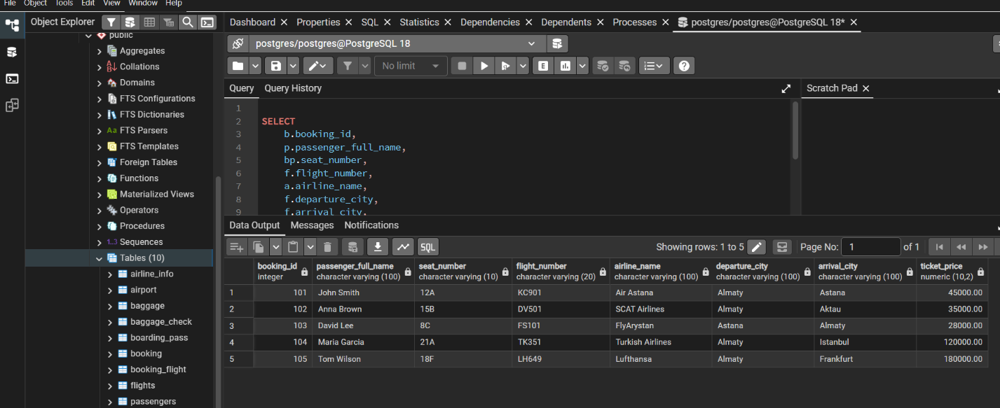 File Object Tools Edit View Window Help
Object Explorer
Dashboard Properties SQL Statistics Dependencies Dependents Processes postgres/postgres@PostgreSQL 18*
public
Aggregates
Collations
Domains
FTS Configurations
FTS Dictionaries
Aa FTS Parsers
FTS Templates
Foreign Tables
Functions
Materialized Views
Operators
Procedures
1..3 Sequences
Tables (10)
airline_info
airport
baggage
baggage_check
boarding_pass
booking
booking_flight
flights
passengers
postgres/postgres@PostgreSQL 18
No limit
E
Query Query History
Scratch Pad
1
2 SELECT
3 b.booking_id,
4 p.passenger_full_name,
5 bp.seat_number,
6 f.flight_number,
7 a.airline_name,
8 f.departure_city,
9 f.arrival_city,
Data Output Messages Notifications
SQL Showing rows: 1 to 5 Page No: 1 of 1
booking_id passenger_full_name seat_number flight_number airline_name departure_city arrival_city ticket_price
integer character varying (100) character varying (10) character varying (20) character varying (100) character varying (100) character varying (100) numeric (10,2)
1 101 John Smith 12A KC901 Air Astana Almaty Astana 45000.00
2 102 Anna Brown 15B DV501 SCAT Airlines Almaty Aktau 35000.00
3 103 David Lee 8C FS101 FlyArystan Astana Almaty 28000.00
4 104 Maria Garcia 21A TK351 Turkish Airlines Almaty Istanbul 120000.00
5 105 Tom Wilson 18F LH649 Lufthansa Almaty Frankfurt 180000.00